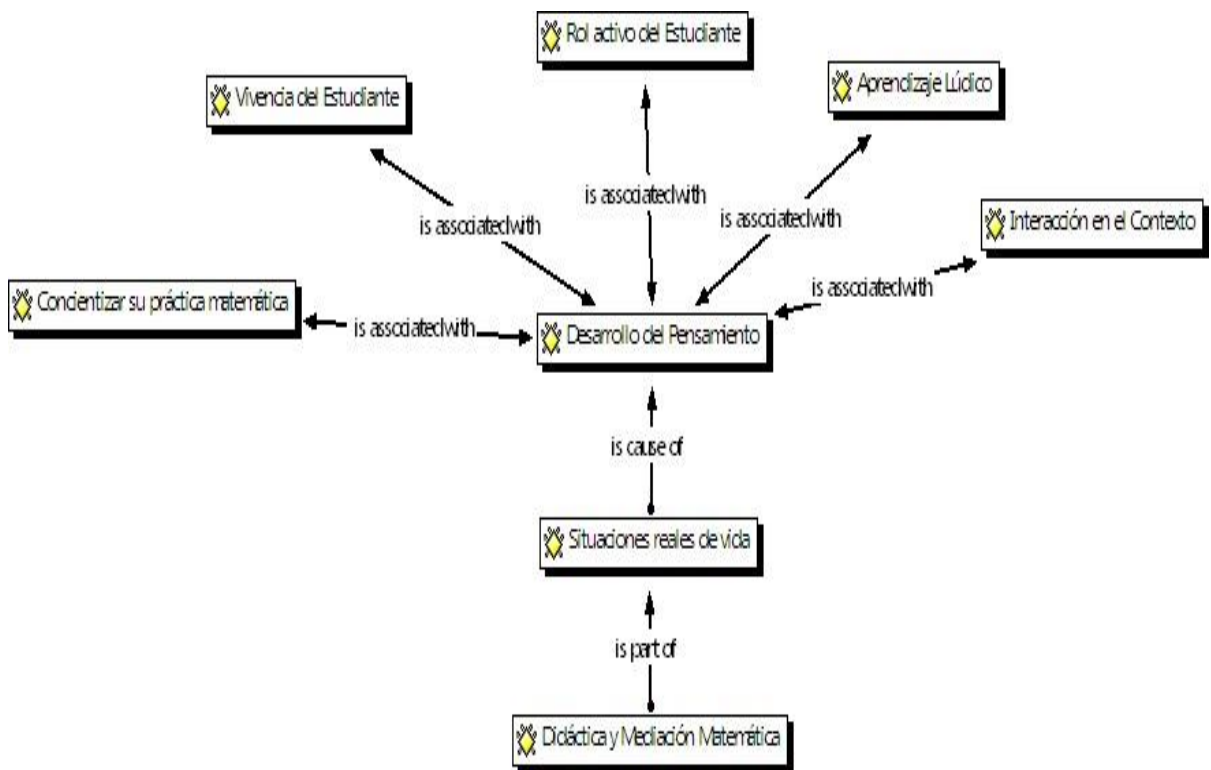 Rol activo del Estudiante
Vivencia del Estudiante
Aprendizaje Lúdico
is associated with
is associated with
is associated with
Interacción en el Contexto
is associated with
Concientizar su práctica matemática
is associated with
Desarrollo del Pensamiento
is cause of
Situaciones reales de vida
is part of
Didáctica y Mediación Matemática